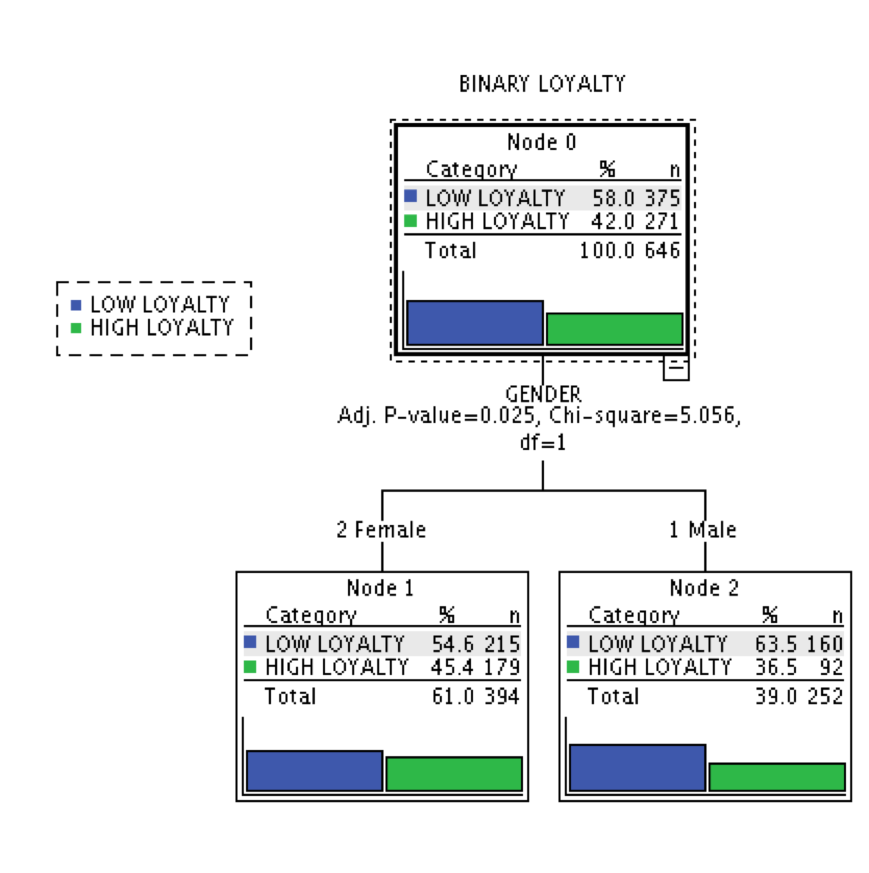 BINARY LOYALTY
Node 0
Category % n
LOW LOYALTY 58.0 375
HIGH LOYALTY 42.0 271
Total 100.0 646
LOW LOYALTY
HIGH LOYALTY
GENDER
Adj. P-value=0.025, Chi-square=5.056,
df=1
2 Female
1 Male
Node 1
Category % n
LOW LOYALTY 54.6 215
HIGH LOYALTY 45.4 179
Total 61.0 394
Node 2
Category % n
LOW LOYALTY 63.5 160
HIGH LOYALTY 36.5 92
Total 39.0 252